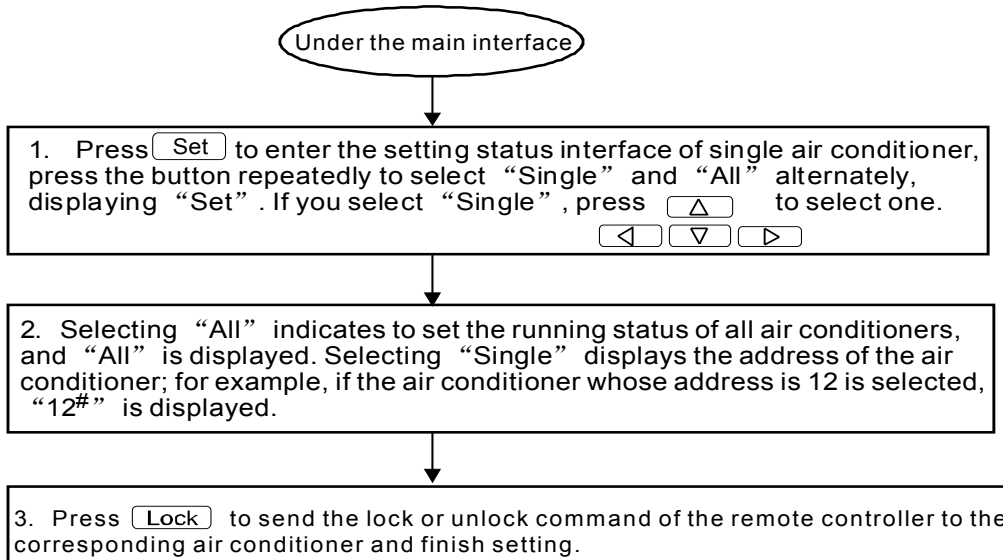 Under the main interface
1. Press Set to enter the setting status interface of single air conditioner,
press the button repeatedly to select “Single” and “All” alternately,
displaying “Set”. If you select “Single”, press △ to select one.
◁ ▽ ▷
2. Selecting “All” indicates to set the running status of all air conditioners,
and “All” is displayed. Selecting “Single” displays the address of the air
conditioner; for example, if the air conditioner whose address is 12 is selected,
“12#” is displayed.
3. Press Lock to send the lock or unlock command of the remote controller to the
corresponding air conditioner and finish setting.